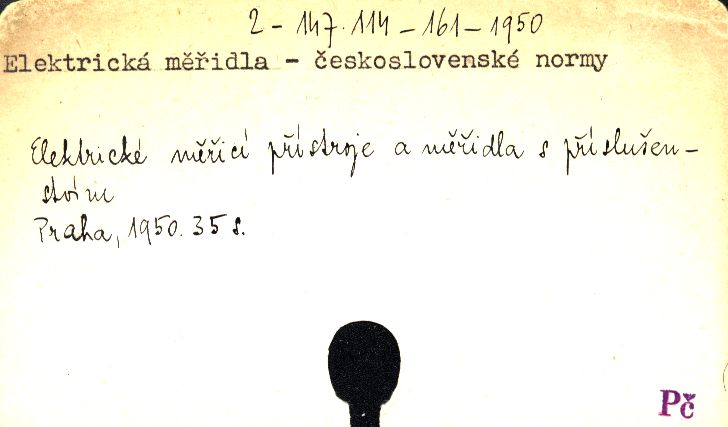 2 - 147.114 - 161 - 1950
Elektrická měřidla - československé normy
Elektrické měřicí přístroje a měřidla s příslušen-
stvím
Praha, 1950. 35 s.
Pč